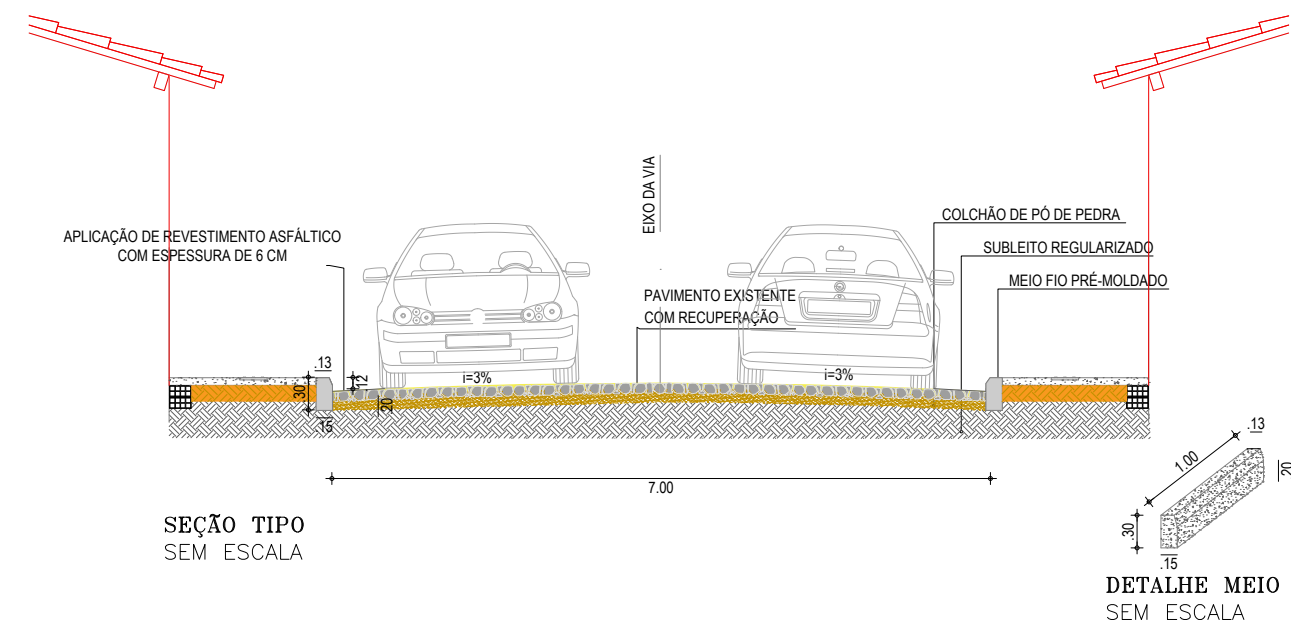 EIXO DA VIA
APLICAÇÃO DE REVESTIMENTO ASFÁLTICO
COM ESPESSURA DE 6 CM
COLCHÃO DE PÓ DE PEDRA
SUBLEITO REGULARIZADO
MEIO FIO PRÉ-MOLDADO
PAVIMENTO EXISTENTE
COM RECUPERAÇÃO
.13
.12
i=3%
i=3%
.30
20
.15
7.00
SEÇÃO TIPO
SEM ESCALA
.13
1.00
20
.30
.15
DETALHE MEIO
SEM ESCALA